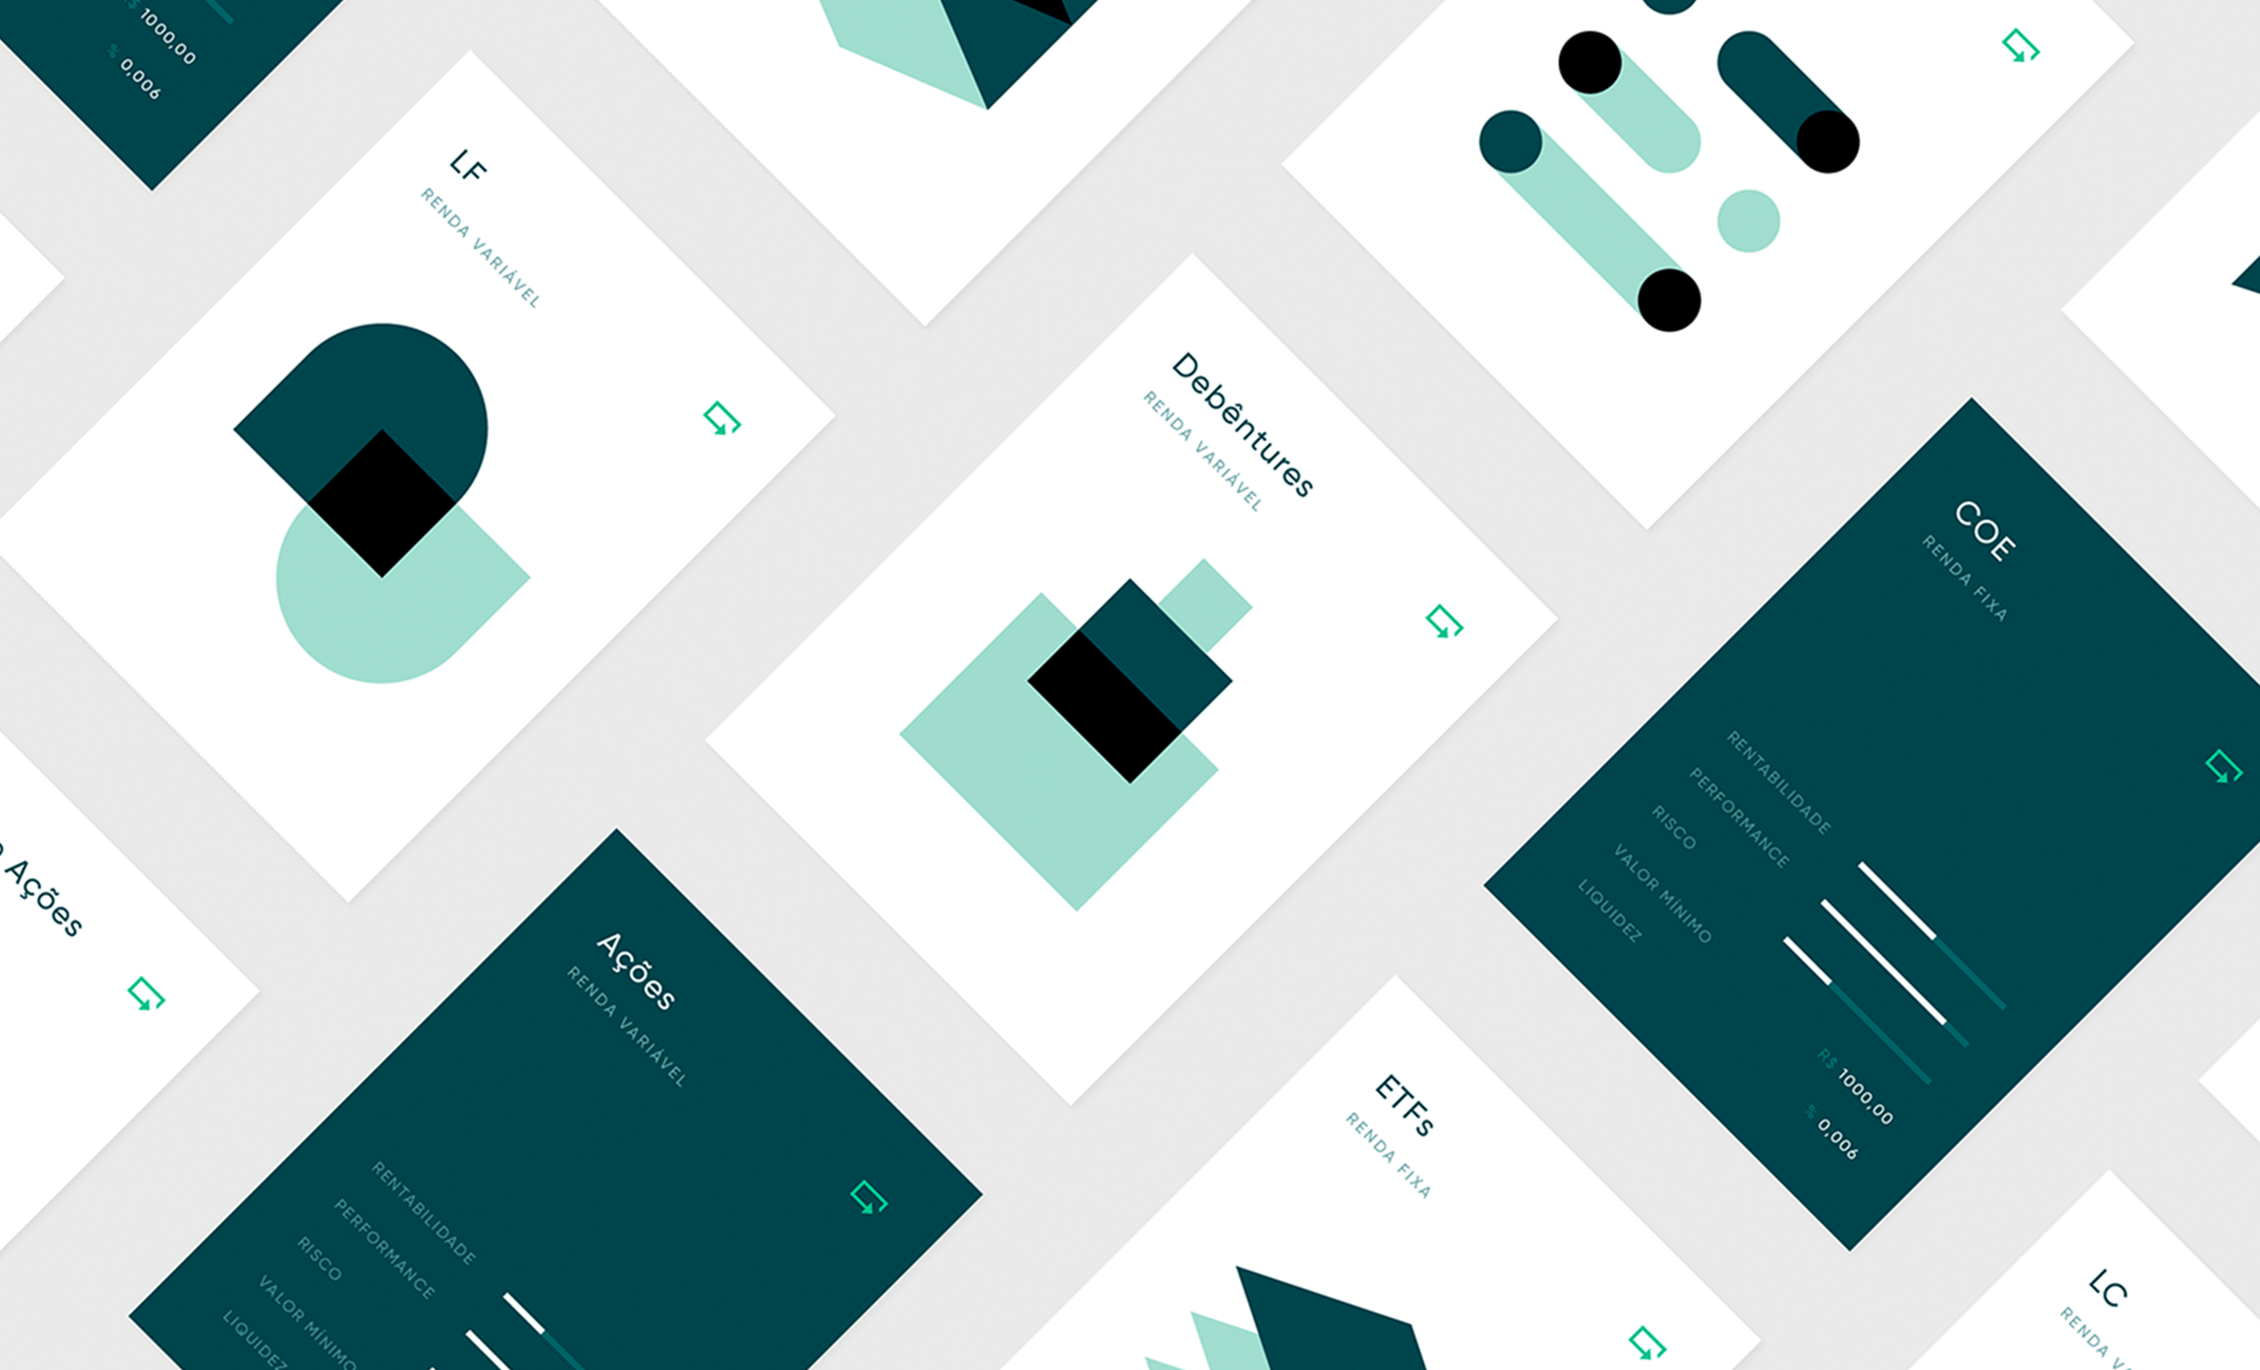 R$ 1000,00
% 0,006
LF
RENDA VARIÁVEL
Debêntures
RENDA VARIÁVEL
COE
RENDA FIXA
RENTABILIDADE
PERFORMANCE
RISCO
VALOR MÍNIMO
LIQUIDEZ
R$ 1000,00
% 0,006
Ações
Ações
RENDA VARIÁVEL
RENTABILIDADE
PERFORMANCE
RISCO
VALOR MÍNIMO
LIQUIDEZ
ETFs
RENDA FIXA
LC
RENDA